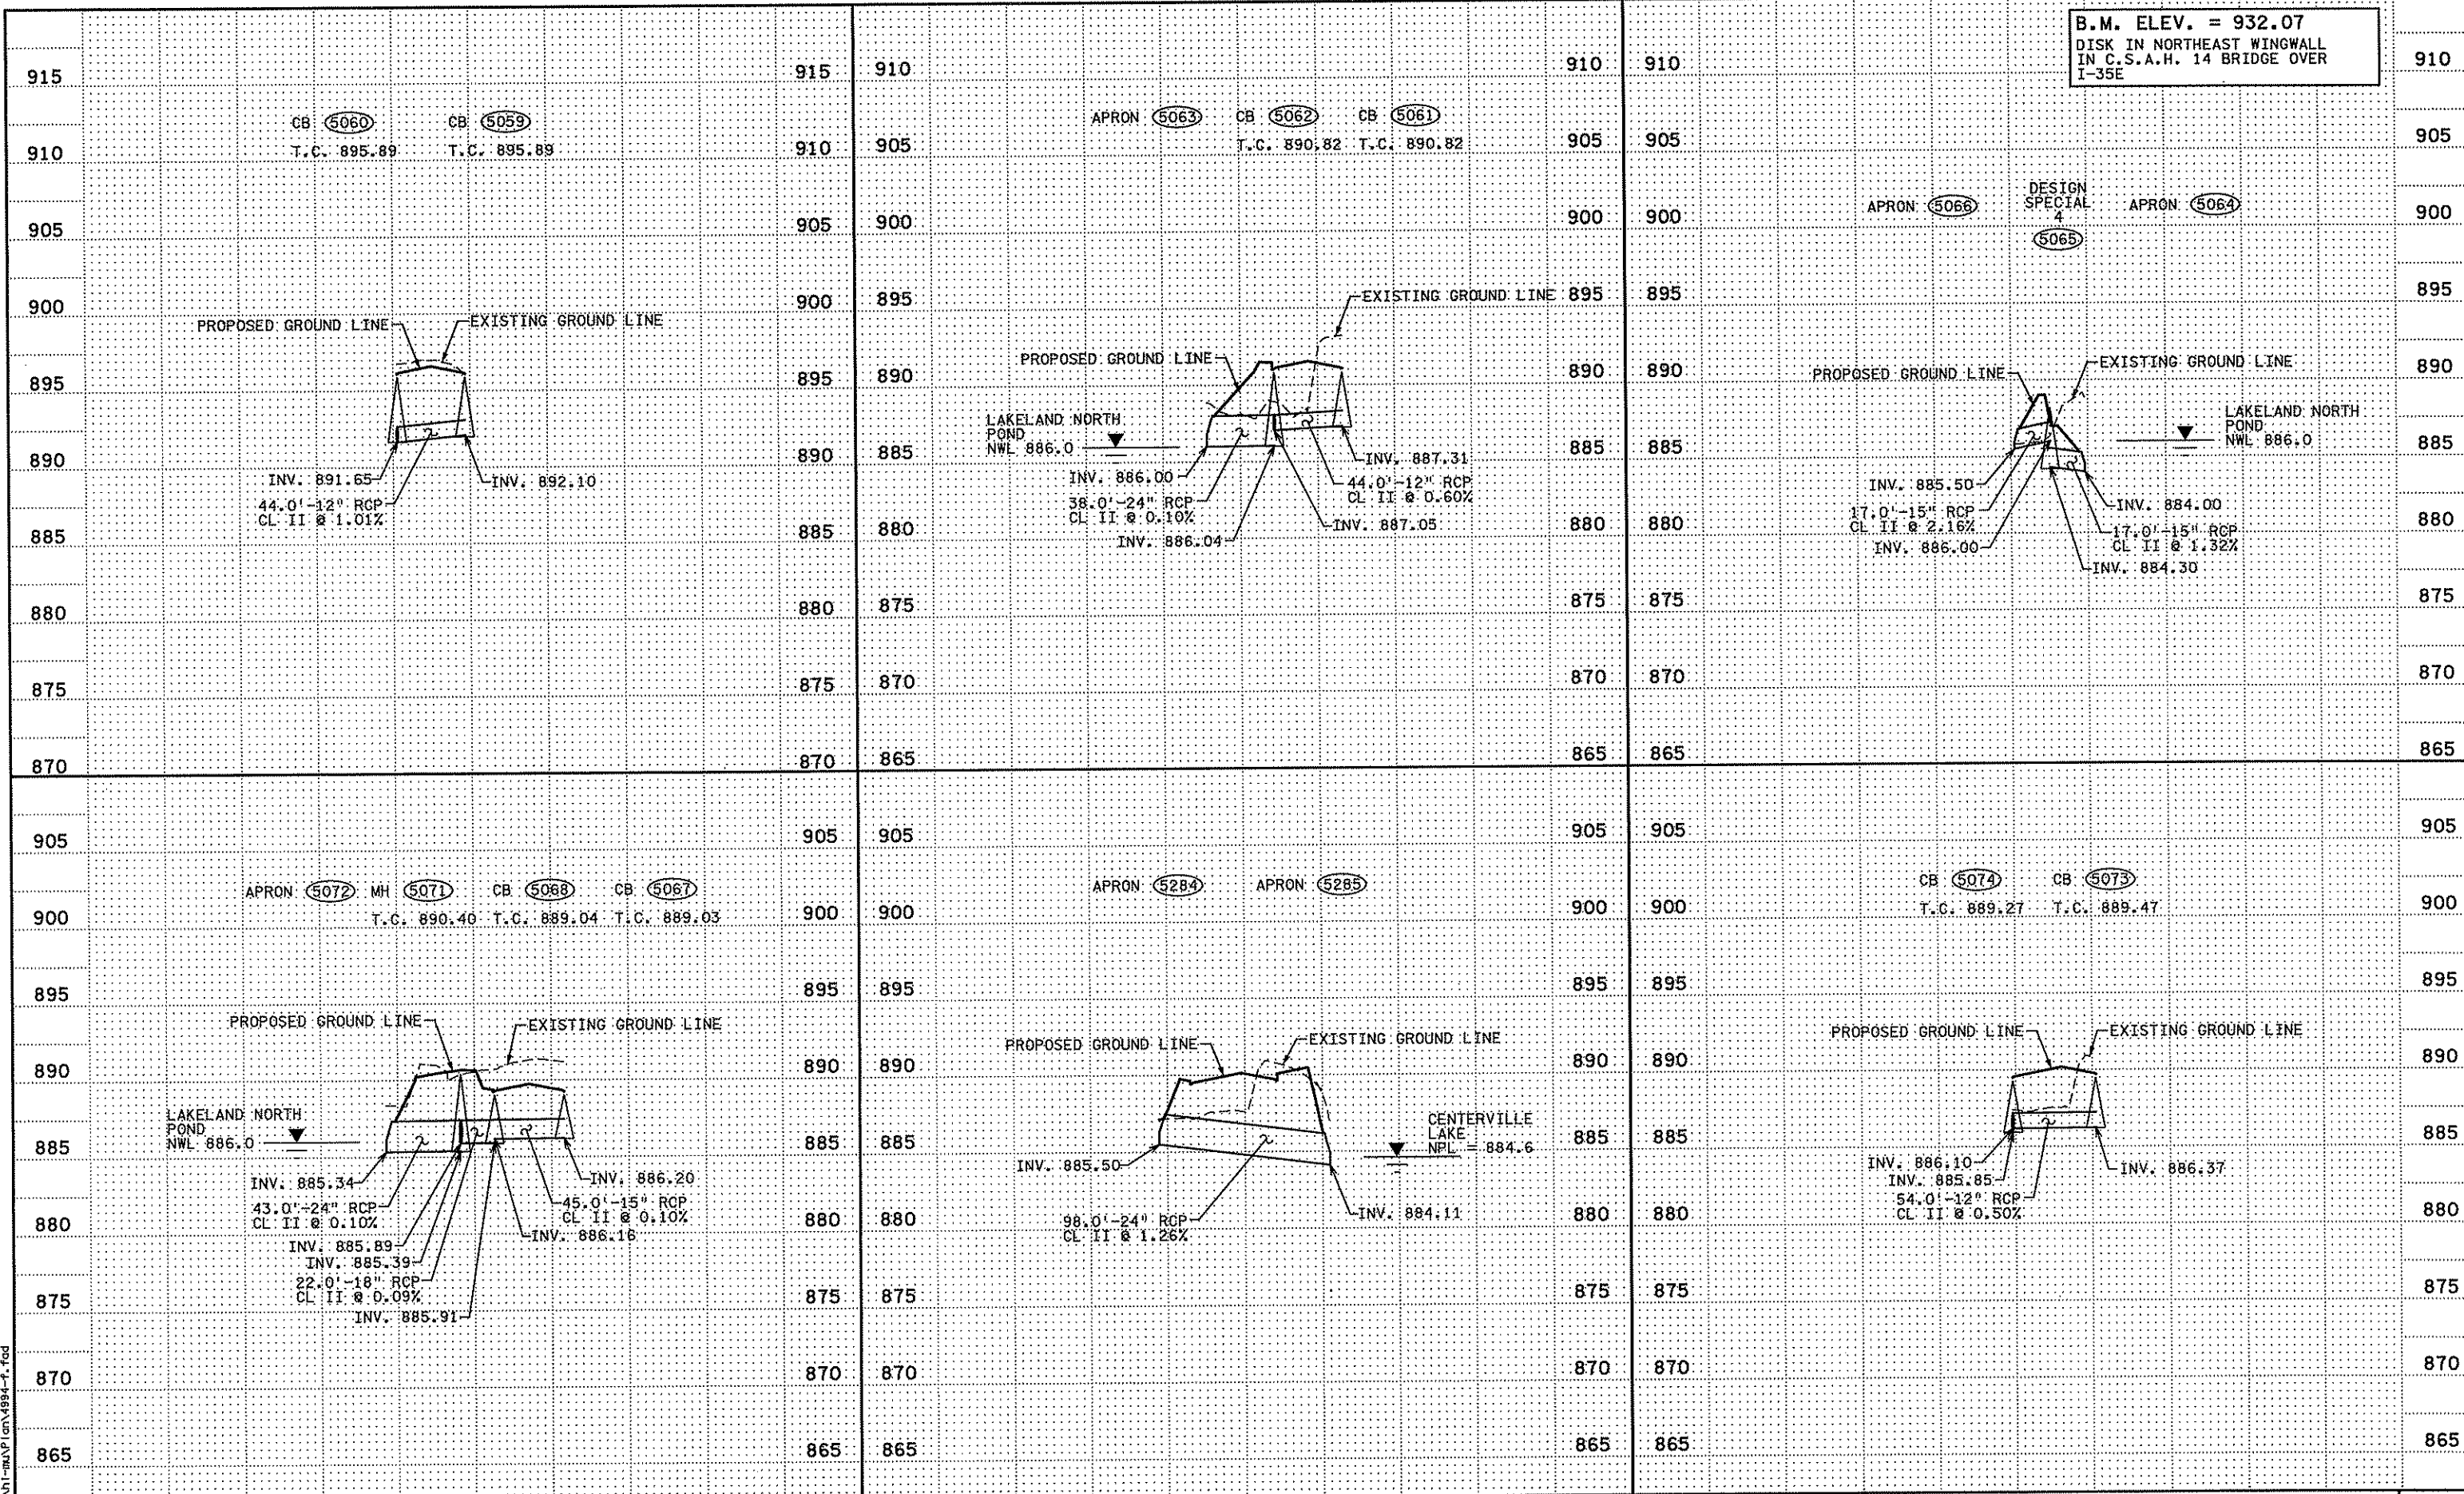 B.M. ELEV. = 932.07
DISK IN NORTHEAST WINGWALL
IN C.S.A.H. 14 BRIDGE OVER
I-35E
915
910
905
900
895
890
885
880
875
870
CB 5060
T.C. 895.89
CB 5059
T.C. 895.89
PROPOSED GROUND LINE
EXISTING GROUND LINE
INV. 891.65
44.0'-12" RCP
CL II @ 1.01%
INV. 892.10
915
910
905
900
895
890
885
880
875
870
910
905
900
895
890
885
880
875
870
865
APRON 5063
CB 5062
T.C. 890.82
CB 5061
T.C. 890.82
EXISTING GROUND LINE
PROPOSED GROUND LINE
LAKELAND NORTH
POND
NWL 886.0
INV. 886.00
38.0'-24" RCP
CL II @ 0.10%
INV. 886.04
INV. 887.31
44.0'-12" RCP
CL II @ 0.60%
INV. 887.05
910
905
900
895
890
885
880
875
870
865
910
905
900
895
890
885
880
875
870
865
APRON 5066
DESIGN
SPECIAL
4
5065
APRON 5064
PROPOSED GROUND LINE
EXISTING GROUND LINE
LAKELAND NORTH
POND
NWL 886.0
INV. 885.50
17.0'-15" RCP
CL II @ 2.16%
INV. 886.00
INV. 884.00
17.0'-15" RCP
CL II @ 1.32%
INV. 884.30
910
905
900
895
890
885
880
875
870
865
905
900
895
890
885
880
875
870
865
APRON 5072
MH 5071
T.C. 890.40
CB 5068
T.C. 889.04
CB 5067
T.C. 889.03
PROPOSED GROUND LINE
EXISTING GROUND LINE
LAKELAND NORTH
POND
NWL 886.0
INV. 885.34
43.0'-24" RCP
CL II @ 0.10%
INV. 885.89
INV. 885.39
22.0'-18" RCP
CL II @ 0.09%
INV. 885.91
INV. 886.20
45.0'-15" RCP
CL II @ 0.10%
INV. 886.16
905
900
895
890
885
880
875
870
865
905
900
895
890
885
880
875
870
865
APRON 5284
APRON 5285
PROPOSED GROUND LINE
EXISTING GROUND LINE
CENTERVILLE
LAKE
NPL = 884.6
INV. 885.50
98.0'-24" RCP
CL II @ 1.26%
INV. 884.11
905
900
895
890
885
880
875
870
865
905
900
895
890
885
880
875
870
865
CB 5074
T.C. 889.27
CB 5073
T.C. 889.47
PROPOSED GROUND LINE
EXISTING GROUND LINE
INV. 886.10
INV. 885.85
54.0'-12" RCP
CL II @ 0.50%
INV. 886.37
905
900
895
890
885
880
875
870
865